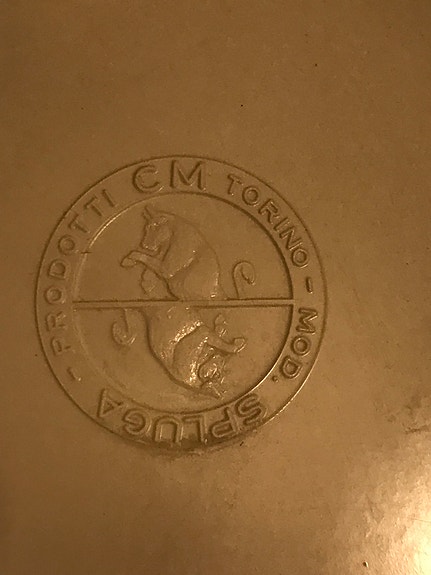 PRODOTTI CM TORINO - MOD. SPLUGA -